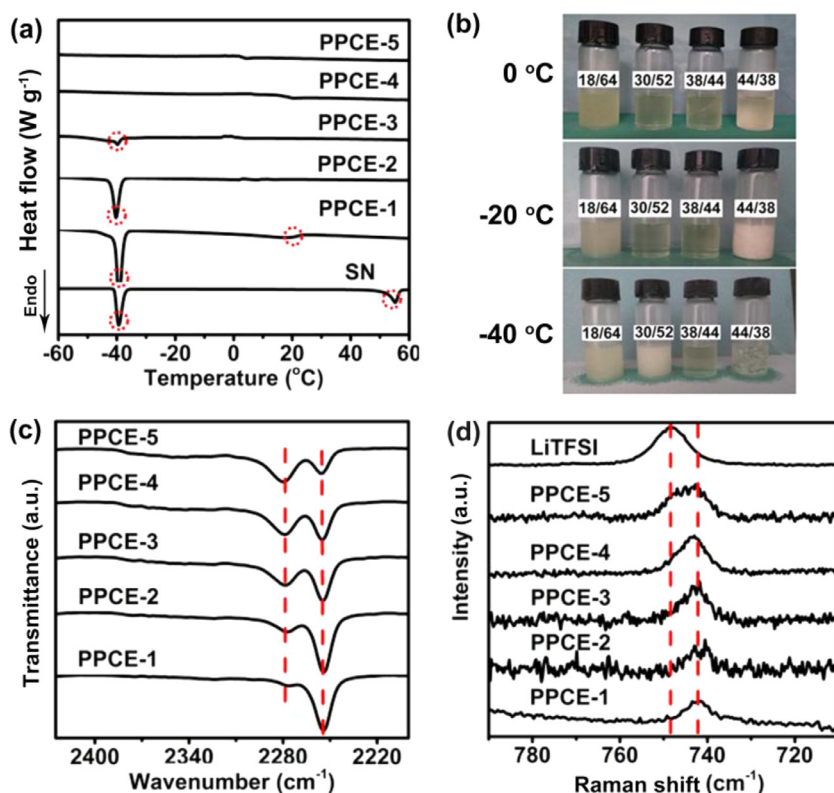 (a)
PPCE-5
PPCE-4
PPCE-3
PPCE-2
PPCE-1
SN
Heat flow (W g-1)
Endo
-60 -40 -20 0 20 40 60
Temperature (oC)
(b)
0 oC
18/64 30/52 38/44 44/38
-20 oC
18/64 30/52 38/44 44/38
-40 oC
18/64 30/52 38/44 44/38
(c)
PPCE-5
PPCE-4
PPCE-3
PPCE-2
PPCE-1
Transmittance (a.u.)
2400 2340 2280 2220
Wavenumber (cm-1)
(d)
LiTFSI
PPCE-5
PPCE-4
PPCE-3
PPCE-2
PPCE-1
Intensity (a.u.)
780 760 740 720
Raman shift (cm-1)